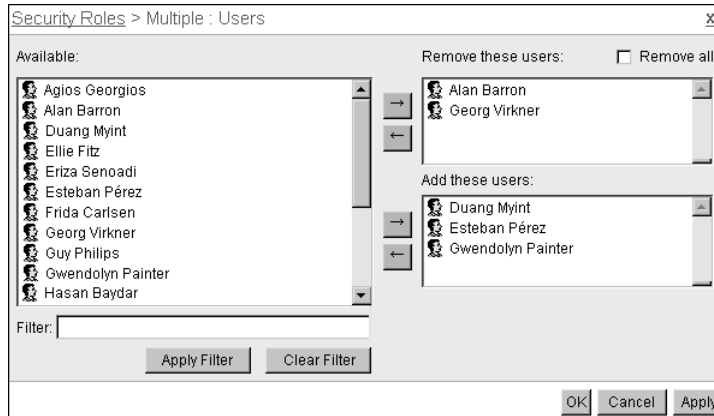 Security Roles > Multiple : Users
X
Available:
Agios Georgios
Alan Barron
Duang Myint
Ellie Fitz
Eriza Senoadi
Esteban Pérez
Frida Carlsen
Georg Virkner
Guy Philips
Gwendolyn Painter
Hasan Baydar
Filter:
Apply Filter
Clear Filter
Remove these users:
Remove all
Alan Barron
Georg Virkner
Add these users:
Duang Myint
Esteban Pérez
Gwendolyn Painter
OK
Cancel
Apply